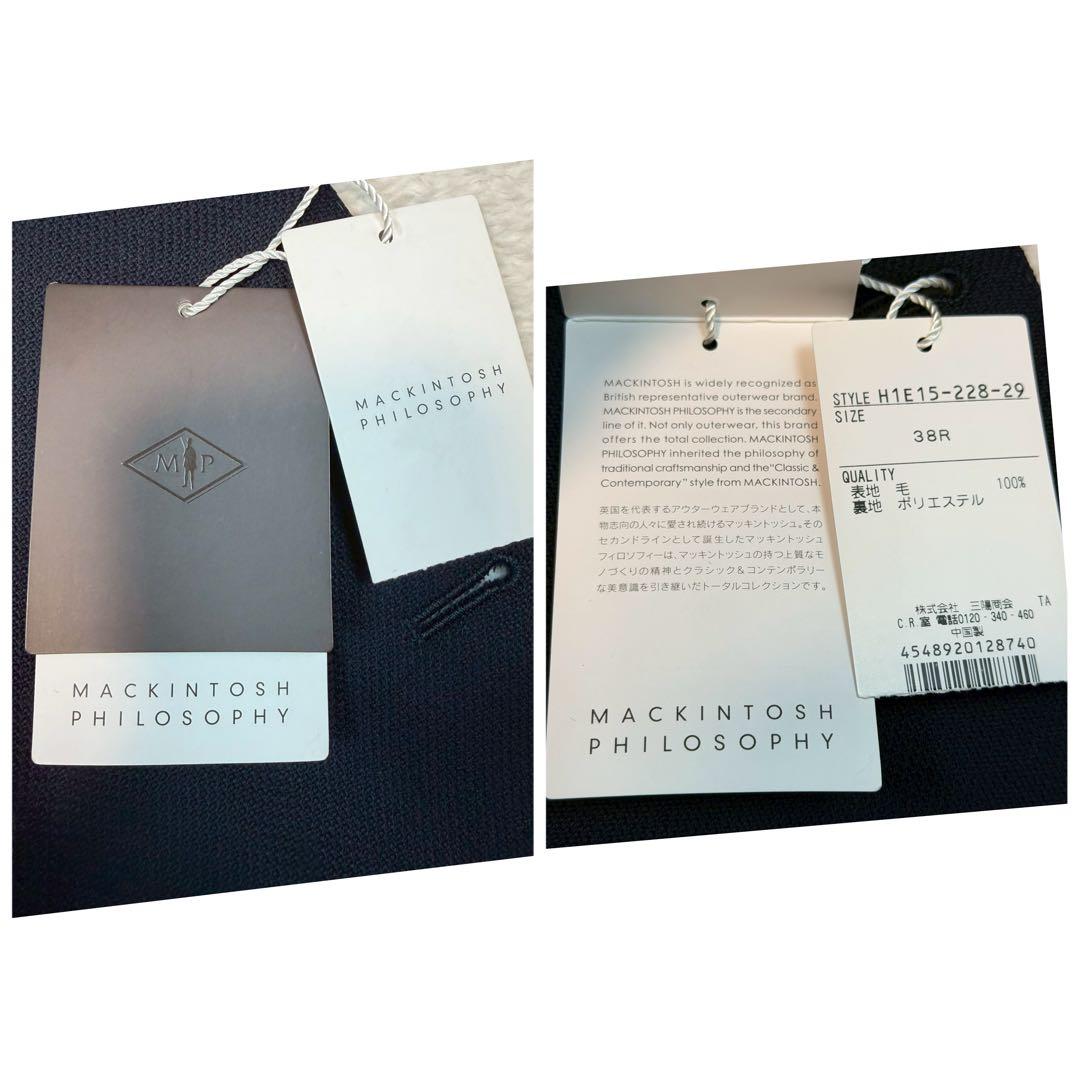 M P
MACKINTOSH
PHILOSOPHY
MACKINTOSH
PHILOSOPHY
MACKINTOSH is widely recognized as
British representative outerwear brand.
MACKINTOSH PHILOSOPHY is the secondary
line of it. Not only outerwear, this brand
offers the total collection. MACKINTOSH
PHILOSOPHY inherited the philosophy of
traditional craftsmanship and the "Classic &
Contemporary" style from MACKINTOSH.
英国を代表するアウターウェアブランドとして、本
物志向の人々に愛され続けるマッキントッシュ。その
セカンドラインとして誕生したマッキントッシュ
フィロソフィーは、マッキントッシュの持つ上質なモ
ノづくりの精神とクラシック&コンテンポラリー
な美意識を引き継いだトータルコレクションです。
MACKINTOSH
PHILOSOPHY
STYLE H1E15-228-29
SIZE
38R
QUALITY
表地 毛 100%
裏地 ポリエステル
株式会社 三陽商会 TA
C.R.室 電話0120-340-460
中国製
4548920128740